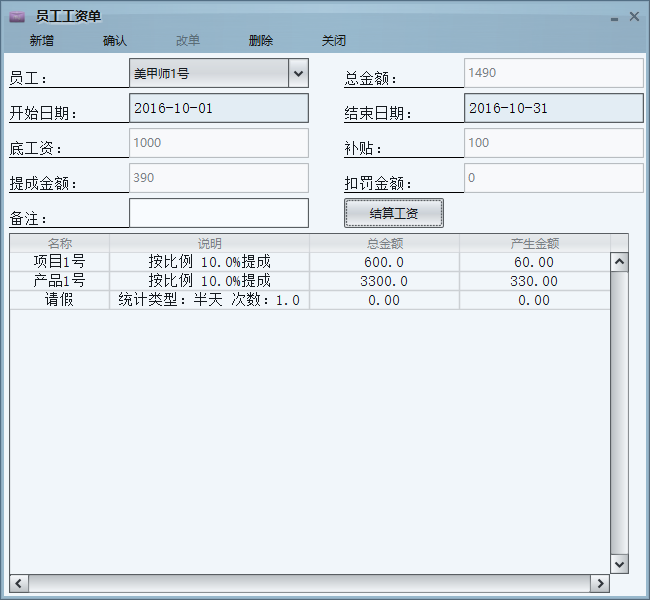 员工工资单
新增 确认 改单 删除 关闭
员工： 美甲师1号 总金额： 1490
开始日期： 2016-10-01 结束日期： 2016-10-31
底工资： 1000 补贴： 100
提成金额： 390 扣罚金额： 0
备注： 结算工资
名称 说明 总金额 产生金额
项目1号 按比例 10.0%提成 600.0 60.00
产品1号 按比例 10.0%提成 3300.0 330.00
请假 统计类型：半天 次数：1.0 0.00 0.00